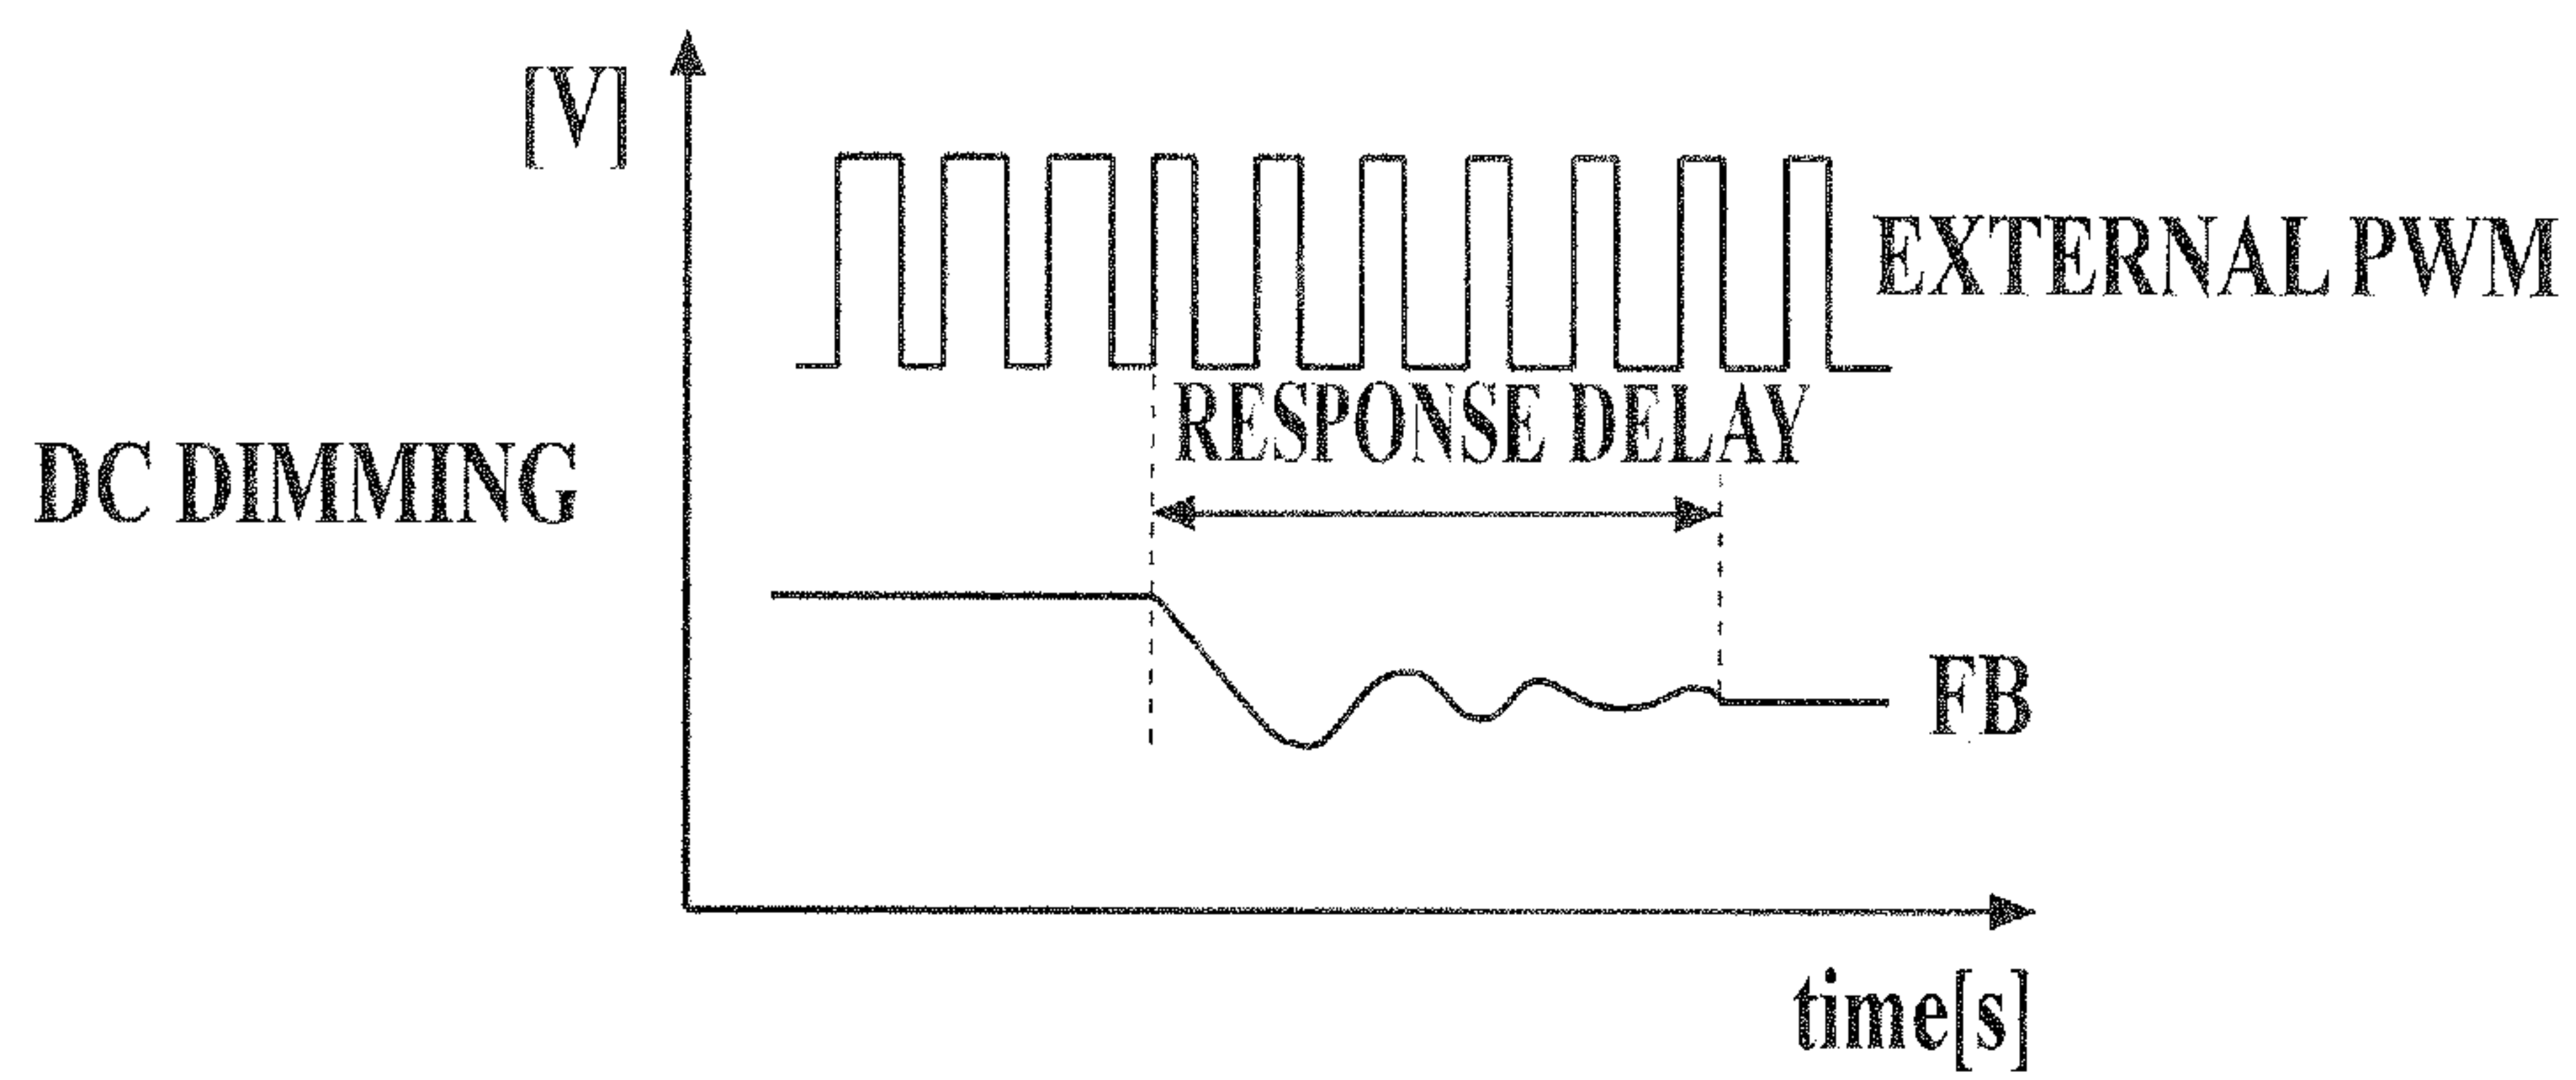 [V]
EXTERNAL PWM
RESPONSE DELAY
DC DIMMING
FB
time[s]